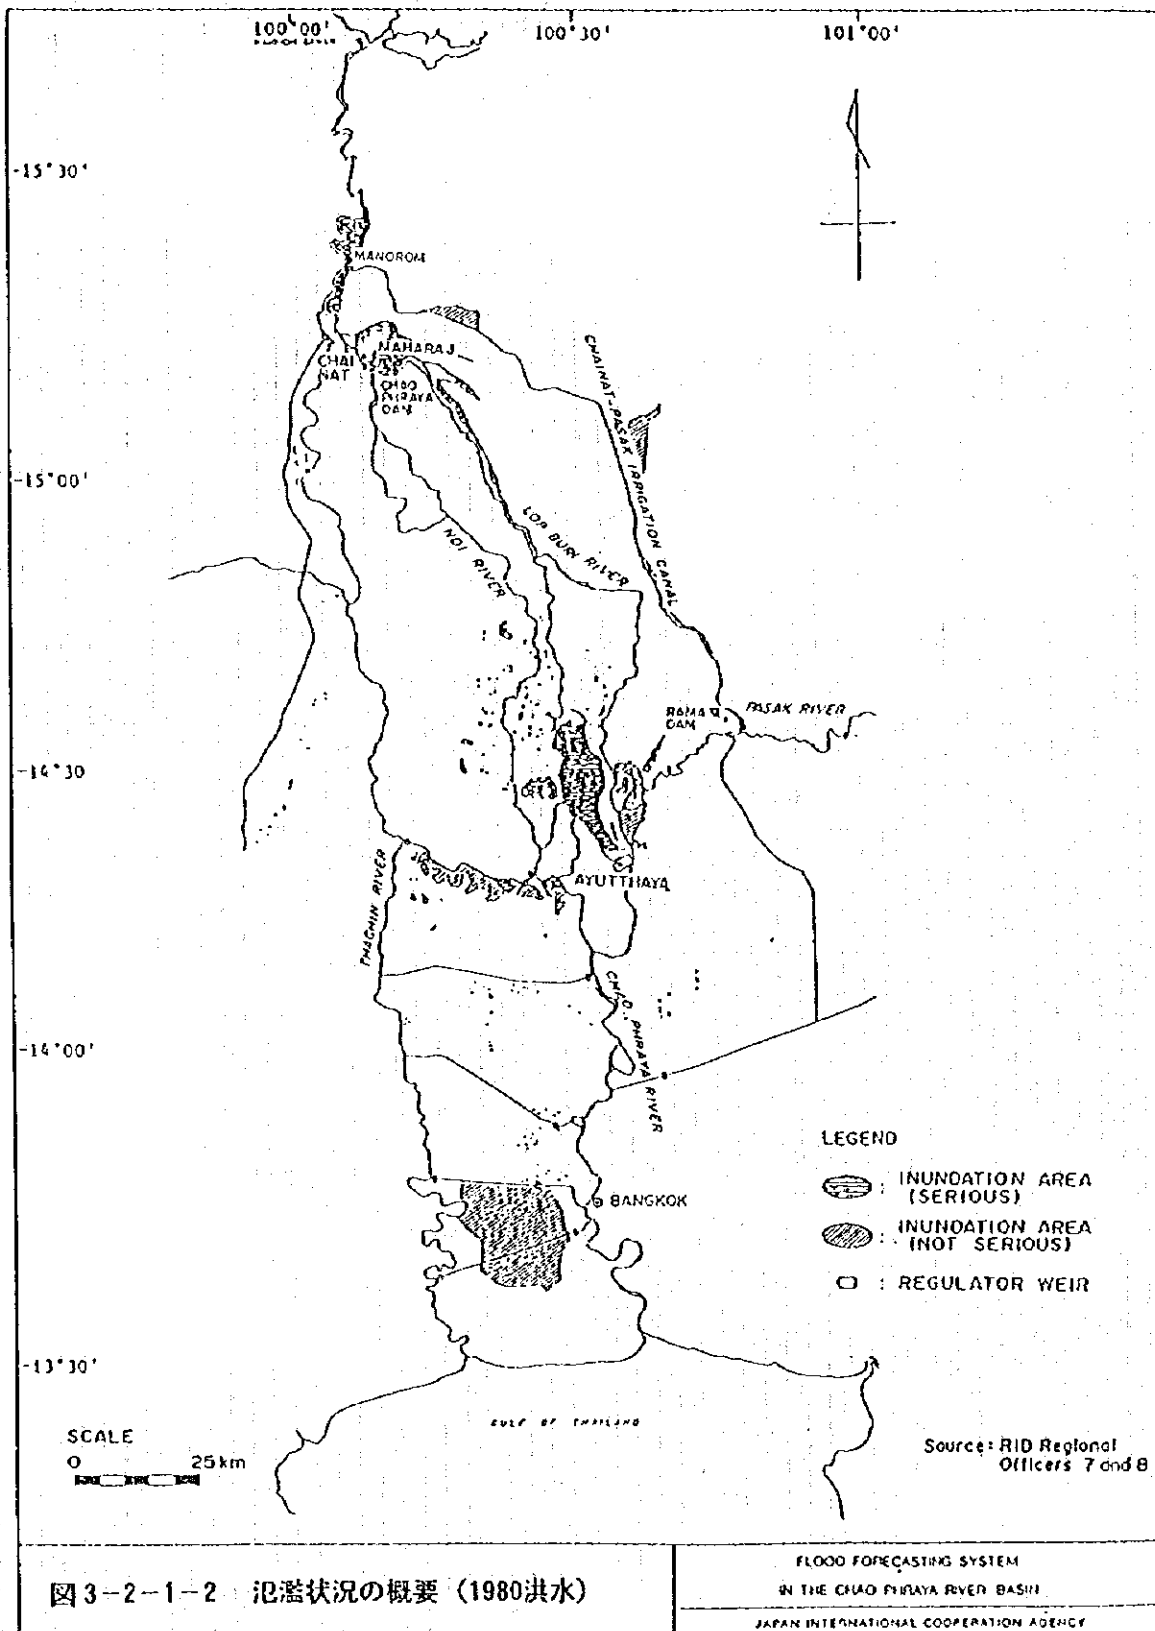 100°00'
100°30'
101°00'
-15°30'
MANOROM
CHAI
NAT
MAHARAJ
CHAO
PHRAYA
DAM
CHAINAT-PASAK IRRIGATION CANAL
-15°00'
LOP BURI RIVER
NOI RIVER
RAMA
DAM
PASAK RIVER
-14°30
AYUTTHAYA
THACHIN RIVER
CHAO PHRAYA RIVER
-14°00'
LEGEND
: INUNDATION AREA
(SERIOUS)
: INUNDATION AREA
(NOT SERIOUS)
: REGULATOR WEIR
BANGKOK
-13°30'
GULF OF THAILAND
SCALE
0 25km
Source: RID Regional
Officers 7 and 8
図3-2-1-2 氾濫状況の概要 (1980洪水)
FLOOD FORECASTING SYSTEM
IN THE CHAO PHRAYA RIVER BASIN
JAPAN INTERNATIONAL COOPERATION AGENCY